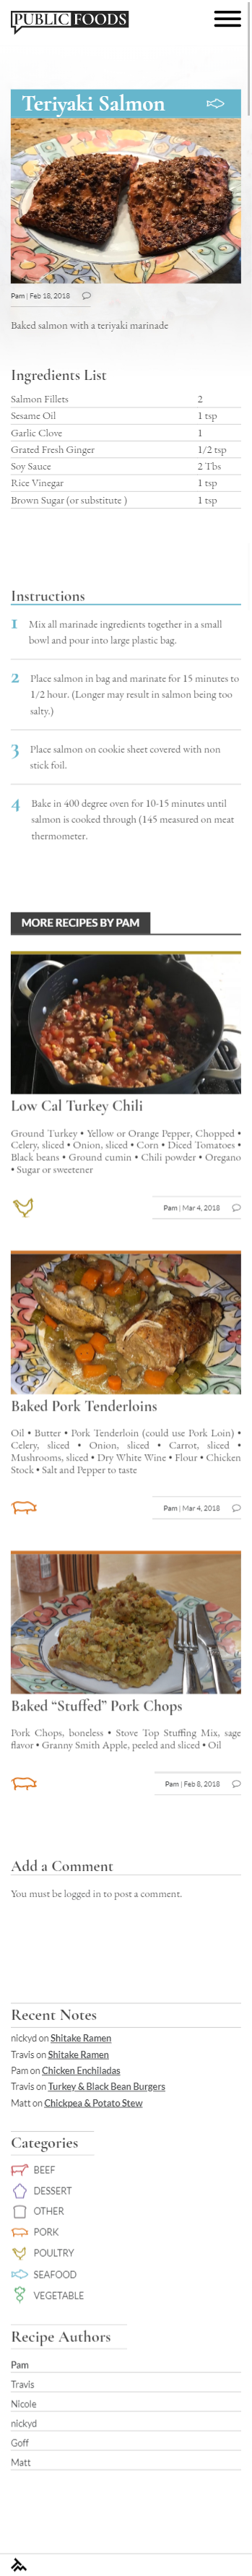 PUBLIC FOODS
Teriyaki Salmon
Pam | Feb 18, 2018
Baked salmon with a teriyaki marinade
Ingredients List
Salmon Fillets 2
Sesame Oil 1 tsp
Garlic Clove 1
Grated Fresh Ginger 1/2 tsp
Soy Sauce 2 Tbs
Rice Vinegar 1 tsp
Brown Sugar (or substitute ) 1 tsp
Instructions
1 Mix all marinade ingredients together in a small
bowl and pour into large plastic bag.
2 Place salmon in bag and marinate for 15 minutes to
1/2 hour. (Longer may result in salmon being too
salty.)
3 Place salmon on cookie sheet covered with non
stick foil.
4 Bake in 400 degree oven for 10-15 minutes until
salmon is cooked through (145 measured on meat
thermometer.
MORE RECIPES BY PAM
Low Cal Turkey Chili
Ground Turkey • Yellow or Orange Pepper, Chopped •
Celery, sliced • Onion, sliced • Corn • Diced Tomatoes •
Black beans • Ground cumin • Chili powder • Oregano
• Sugar or sweetener
Pam | Mar 4, 2018
Baked Pork Tenderloins
Oil • Butter • Pork Tenderloin (could use Pork Loin) •
Celery, sliced • Onion, sliced • Carrot, sliced •
Mushrooms, sliced • Dry White Wine • Flour • Chicken
Stock • Salt and Pepper to taste
Pam | Mar 4, 2018
Baked “Stuffed” Pork Chops
Pork Chops, boneless • Stove Top Stuffing Mix, sage
flavor • Granny Smith Apple, peeled and sliced • Oil
Pam | Feb 8, 2018
Add a Comment
You must be logged in to post a comment.
Recent Notes
nickyd on Shitake Ramen
Travis on Shitake Ramen
Pam on Chicken Enchiladas
Travis on Turkey & Black Bean Burgers
Matt on Chickpea & Potato Stew
Categories
BEEF
DESSERT
OTHER
PORK
POULTRY
SEAFOOD
VEGETABLE
Recipe Authors
Pam
Travis
Nicole
nickyd
Goff
Matt